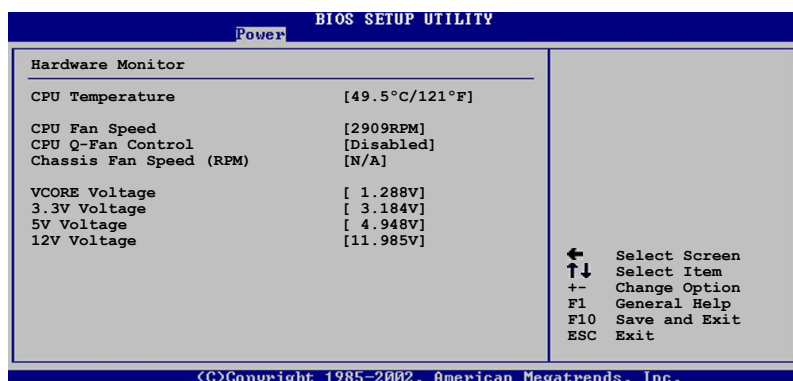 BIOS SETUP UTILITY
Power
Hardware Monitor
CPU Temperature [49.5°C/121°F]
CPU Fan Speed [2909RPM]
CPU Q-Fan Control [Disabled]
Chassis Fan Speed (RPM) [N/A]
VCORE Voltage [ 1.288V]
3.3V Voltage [ 3.184V]
5V Voltage [ 4.948V]
12V Voltage [11.985V]
← Select Screen
↑↓ Select Item
+- Change Option
F1 General Help
F10 Save and Exit
ESC Exit
(C)Copyright 1985-2002, American Megatrends, Inc.